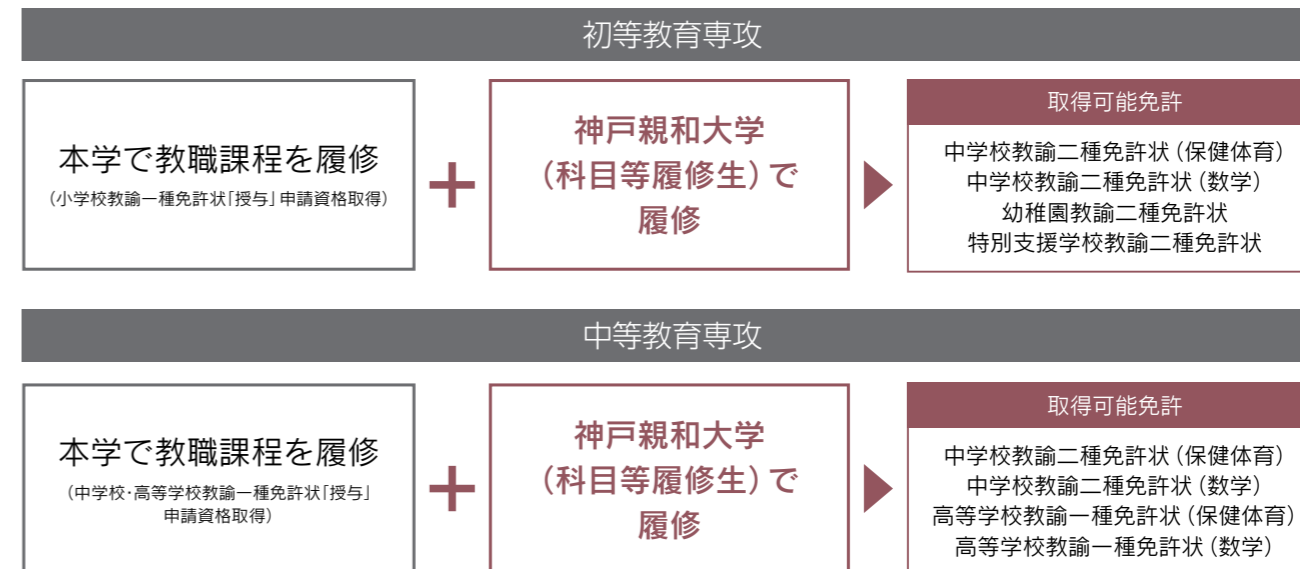 初等教育専攻
本学で教職課程を履修
(小学校教諭一種免許状｢授与｣申請資格取得)
+
神戸親和大学
(科目等履修生)で
履修
取得可能免許
中学校教諭二種免許状(保健体育)
中学校教諭二種免許状(数学)
幼稚園教諭二種免許状
特別支援学校教諭二種免許状
中等教育専攻
本学で教職課程を履修
(中学校･高等学校教諭一種免許状｢授与｣
申請資格取得)
+
神戸親和大学
(科目等履修生)で
履修
取得可能免許
中学校教諭二種免許状(保健体育)
中学校教諭二種免許状(数学)
高等学校教諭一種免許状(保健体育)
高等学校教諭一種免許状(数学)